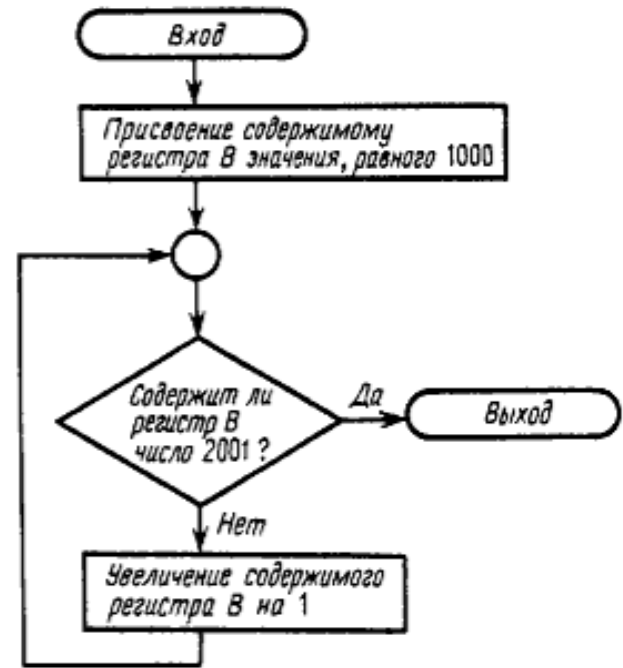 Вход
Присвоение содержимому
регистра В значения, равного 1000
Содержит ли
регистр В
число 2001 ?
Да
Выход
Нет
Увеличение содержимого
регистра В на 1